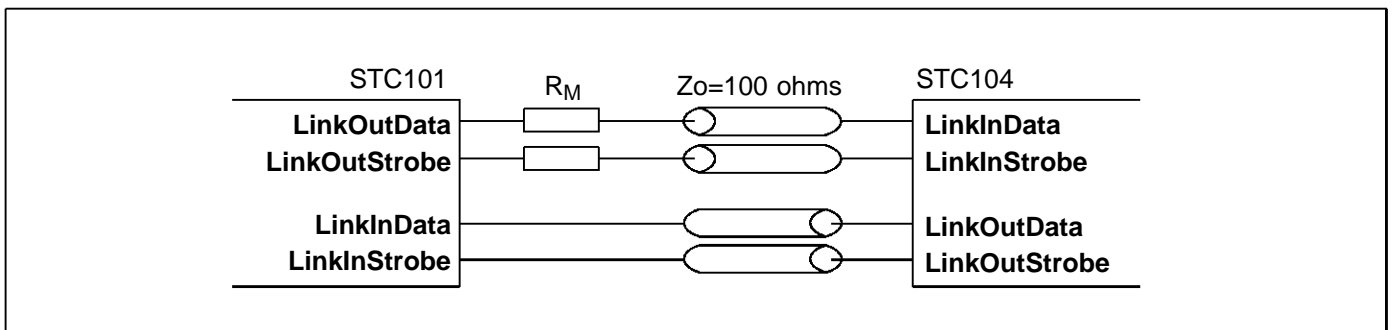 STC101 R_M Zo=100 ohms STC104
LinkOutData LinkInData
LinkOutStrobe LinkInStrobe
LinkInData LinkOutData
LinkInStrobe LinkOutStrobe